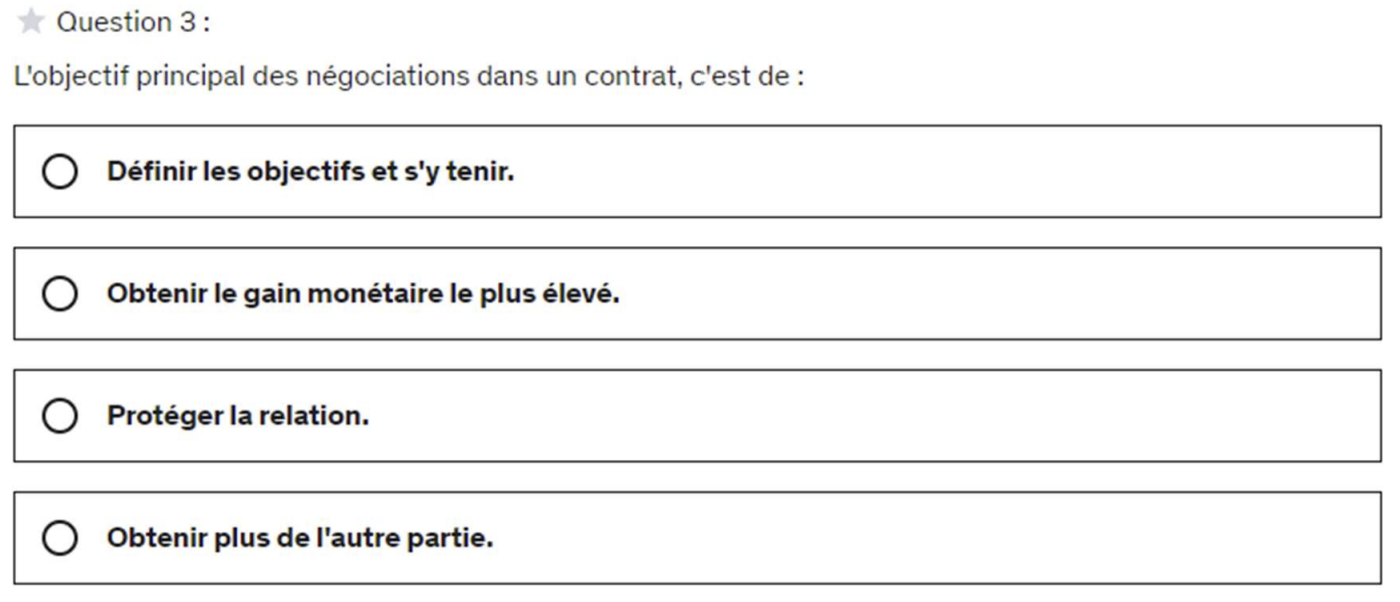 Question 3 :
L'objectif principal des négociations dans un contrat, c'est de :
Définir les objectifs et s'y tenir.
Obtenir le gain monétaire le plus élevé.
Protéger la relation.
Obtenir plus de l'autre partie.